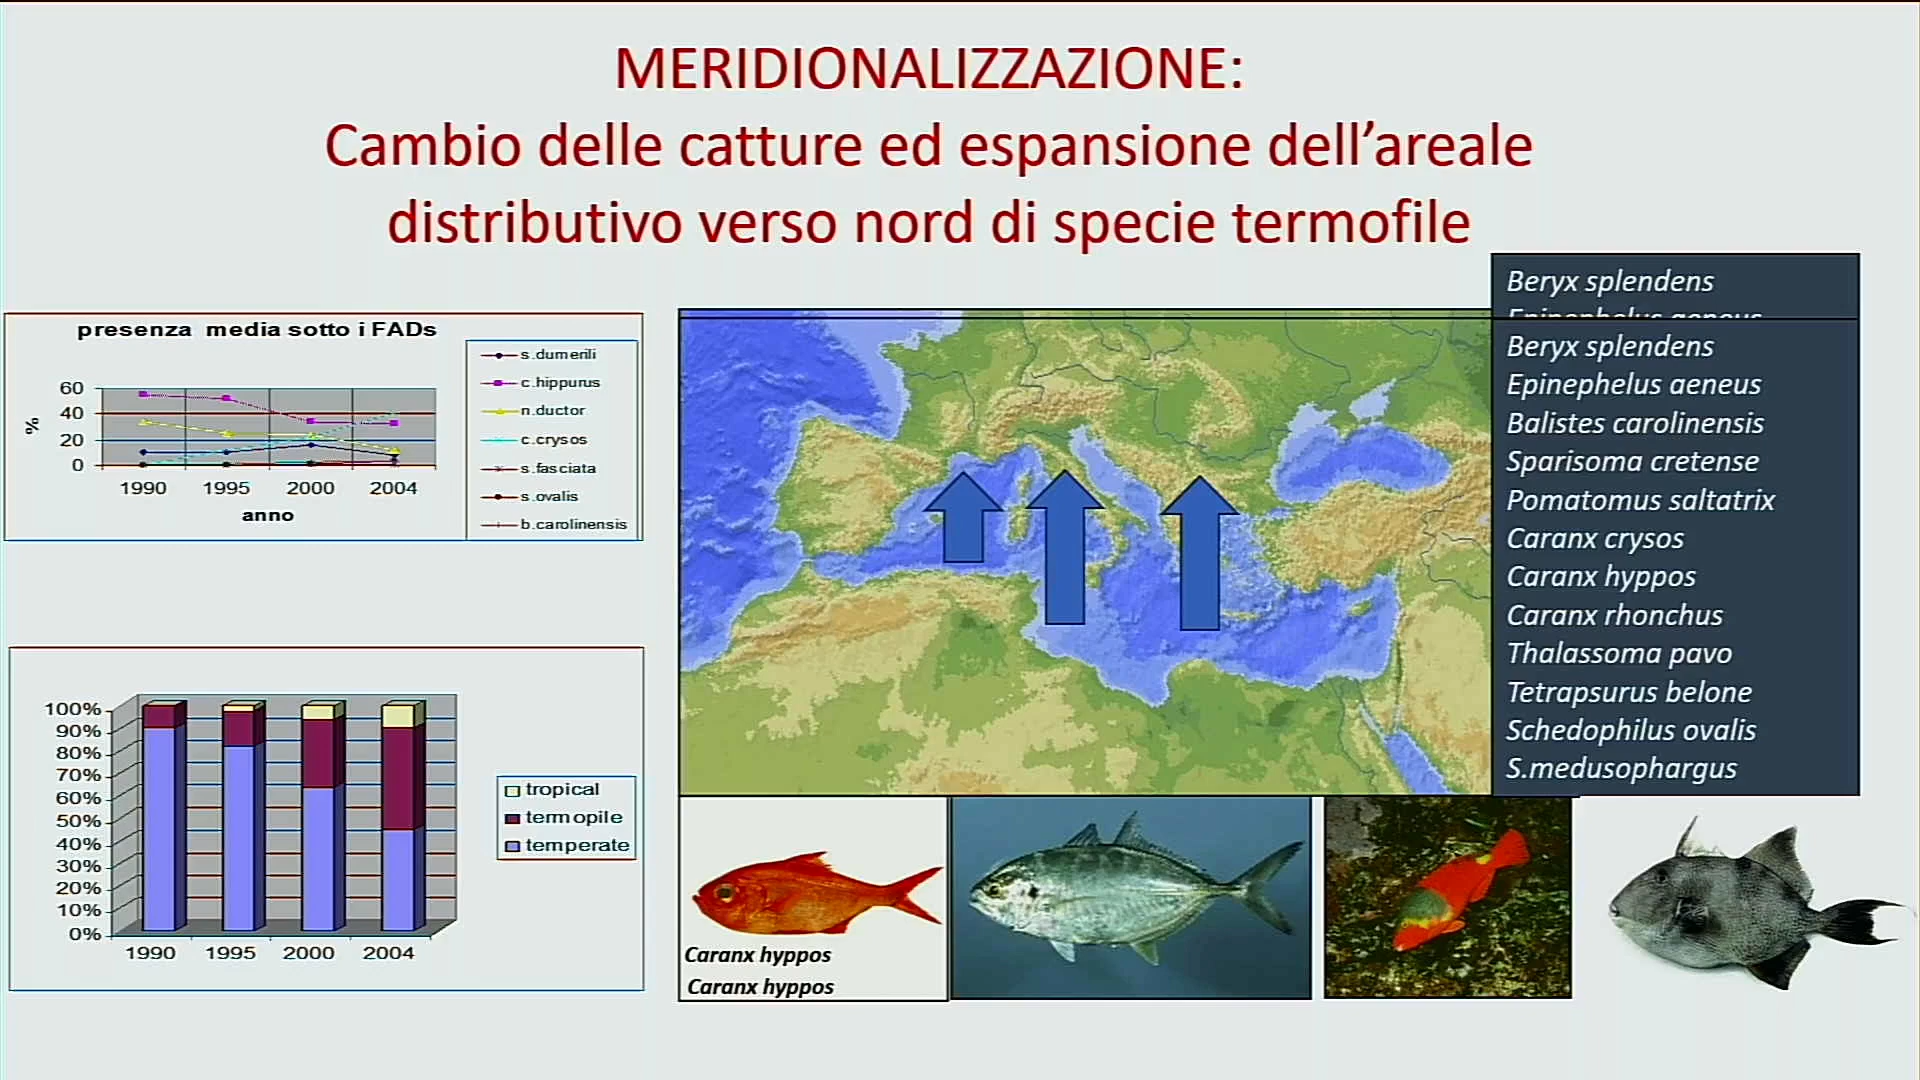 MERIDIONALIZZAZIONE:
Cambio delle catture ed espansione dell'areale
distributivo verso nord di specie termofile
presenza media sotto i FADs
60
40
20
0
%
1990 1995 2000 2004
anno
s.dumerili
c.hippurus
n.ductor
c.crysos
s.fasciata
s.ovalis
b.carolinensis
100%
90%
80%
70%
60%
50%
40%
30%
20%
10%
0%
1990 1995 2000 2004
tropical
termopile
temperate
Beryx splendens
Epinephelus aeneus
Beryx splendens
Epinephelus aeneus
Balistes carolinensis
Sparisoma cretense
Pomatomus saltatrix
Caranx crysos
Caranx hyppos
Caranx rhonchus
Thalassoma pavo
Tetrapsurus belone
Schedophilus ovalis
S.medusophargus
Caranx hyppos
Caranx hyppos